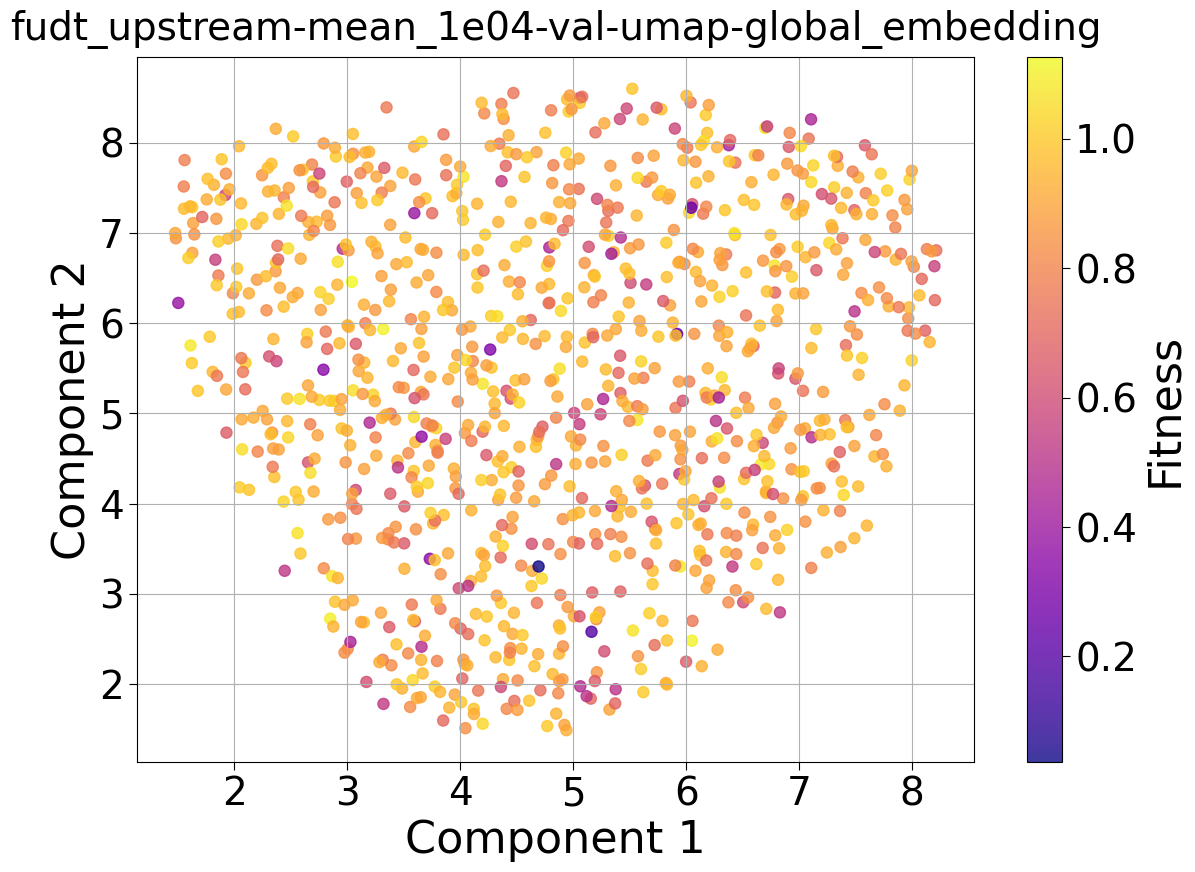 fudt_upstream-mean_1e04-val-umap-global_embedding
8
7
6
5
4
3
2
Component 2
2 3 4 5 6 7 8
Component 1
1.0
0.8
0.6
0.4
0.2
Fitness